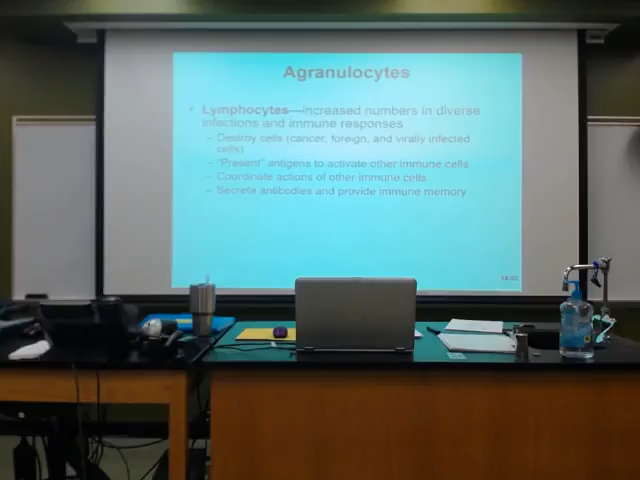 Agranulocytes
• Lymphocytes—increased numbers in diverse
infections and immune responses
– Destroy cells (cancer, foreign, and virally infected
cells)
– "Present" antigens to activate other immune cells
– Coordinate actions of other immune cells
– Secrete antibodies and provide immune memory